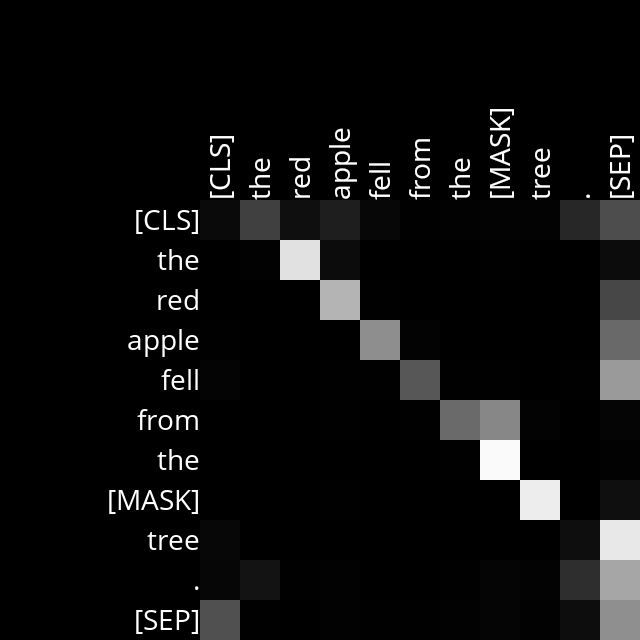 [CLS] the red apple fell from the [MASK] tree . [SEP]
[CLS]
the
red
apple
fell
from
the
[MASK]
tree
.
[SEP]